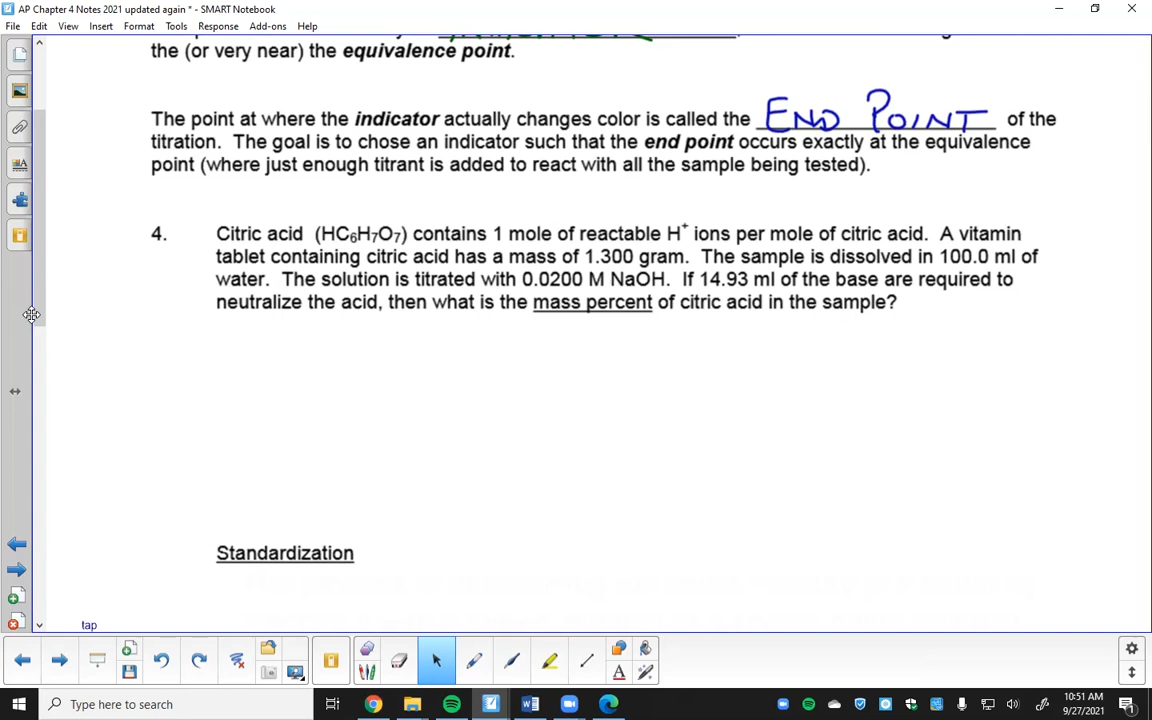 AP Chapter 4 Notes 2021 updated again * - SMART Notebook
File Edit View Insert Format Tools Response Add-ons Help
the (or very near) the equivalence point.
The point at where the indicator actually changes color is called the END POINT of the
titration. The goal is to chose an indicator such that the end point occurs exactly at the equivalence
point (where just enough titrant is added to react with all the sample being tested).
4. Citric acid (HC₆H₇O₇) contains 1 mole of reactable H⁺ ions per mole of citric acid. A vitamin
tablet containing citric acid has a mass of 1.300 gram. The sample is dissolved in 100.0 ml of
water. The solution is titrated with 0.0200 M NaOH. If 14.93 ml of the base are required to
neutralize the acid, then what is the mass percent of citric acid in the sample?
Standardization
tap
Type here to search
10:51 AM
9/27/2021